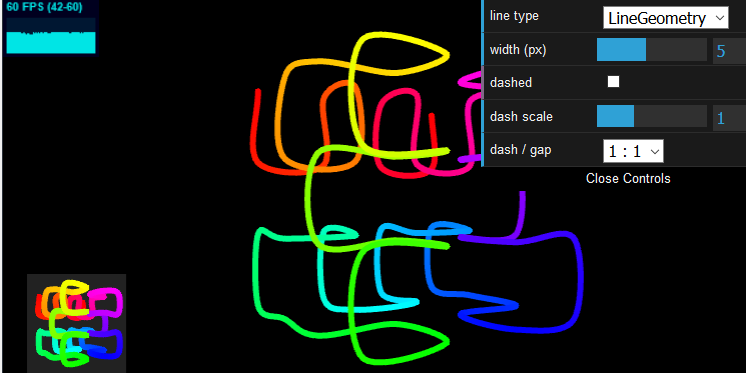 60 FPS (42-60)
line type LineGeometry
width (px) 5
dashed
dash scale 1
dash / gap 1 : 1
Close Controls